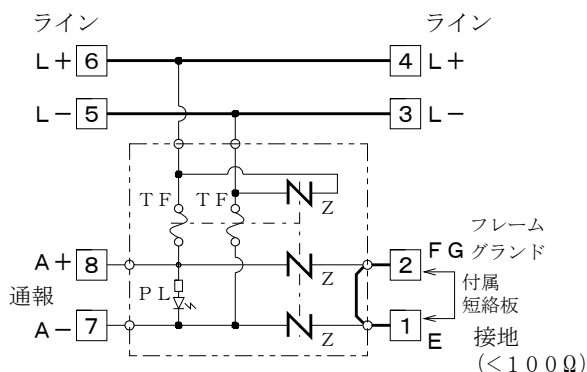 ライン
ライン
L+ 6
4 L+
L- 5
3 L-
TF
TF
Z
フレーム
A+ 8
2 FG グランド
Z
通報
PL
付属
短絡板
A- 7
1
E
Z
接地
(<100Ω)